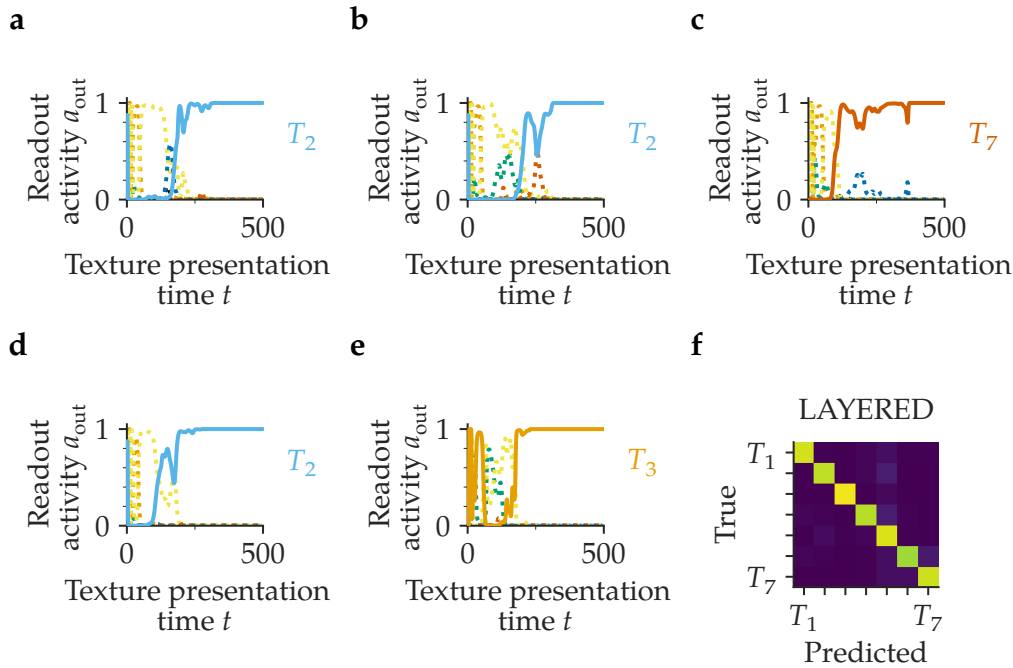 a
Readout
activity a_out
1
0
T_2
0
500
Texture presentation
time t
b
Readout
activity a_out
1
0
T_2
0
500
Texture presentation
time t
c
Readout
activity a_out
1
0
T_7
0
500
Texture presentation
time t
d
Readout
activity a_out
1
0
T_2
0
500
Texture presentation
time t
e
Readout
activity a_out
1
0
T_3
0
500
Texture presentation
time t
f
LAYERED
True
T_1
T_7
T_1
T_7
Predicted